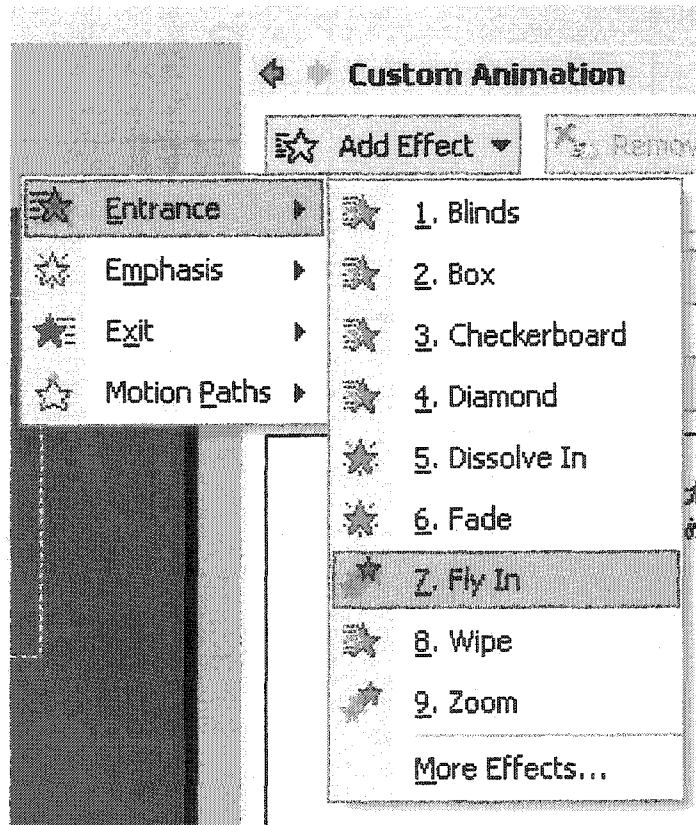 Custom Animation
Add Effect
Entrance
Emphasis
Exit
Motion Paths
1. Blinds
2. Box
3. Checkerboard
4. Diamond
5. Dissolve In
6. Fade
7. Fly In
8. Wipe
9. Zoom
More Effects...